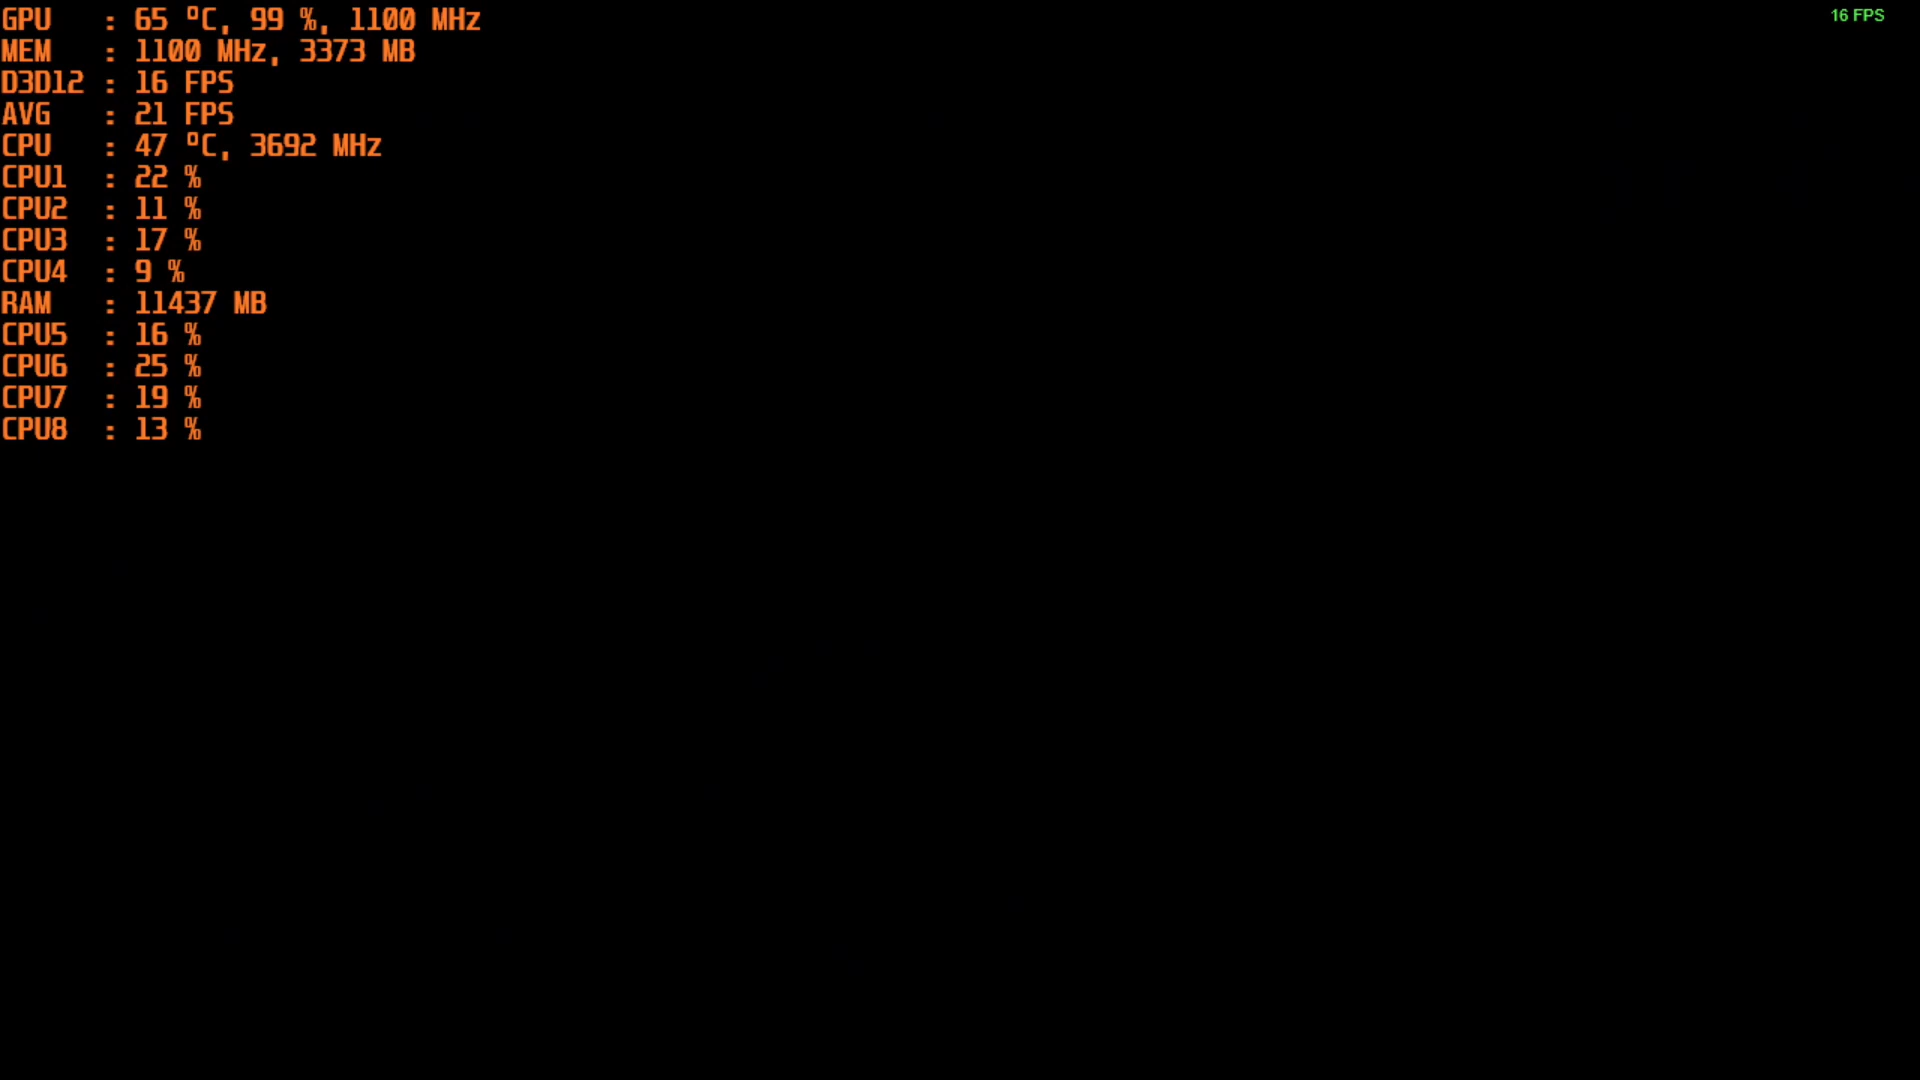 GPU : 65 °C, 99 %, 1100 MHz
16 FPS
MEM : 1100 MHz, 3373 MB
D3D12 : 16 FPS
AVG : 21 FPS
CPU : 47 °C, 3692 MHz
CPU1 : 22 %
CPU2 : 11 %
CPU3 : 17 %
CPU4 : 9 %
RAM : 11437 MB
CPU5 : 16 %
CPU6 : 25 %
CPU7 : 19 %
CPU8 : 13 %